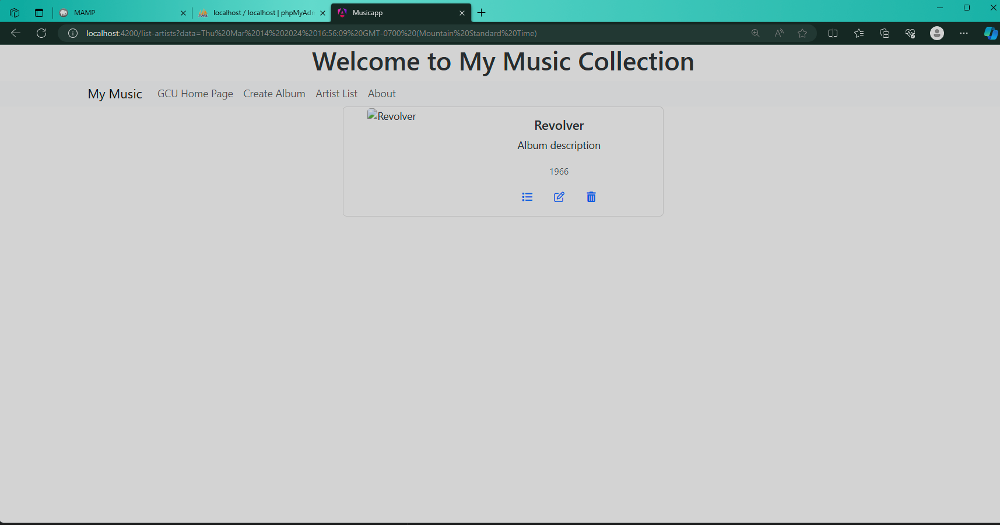 MAMP
localhost / localhost | phpMyAdm
Musicapp
localhost:4200/list-artists?data=Thu%20Mar%2014%202024%2016:56:09%20GMT-0700%20(Mountain%20Standard%20Time)
Welcome to My Music Collection
My Music GCU Home Page Create Album Artist List About
Revolver
Revolver
Album description
1966